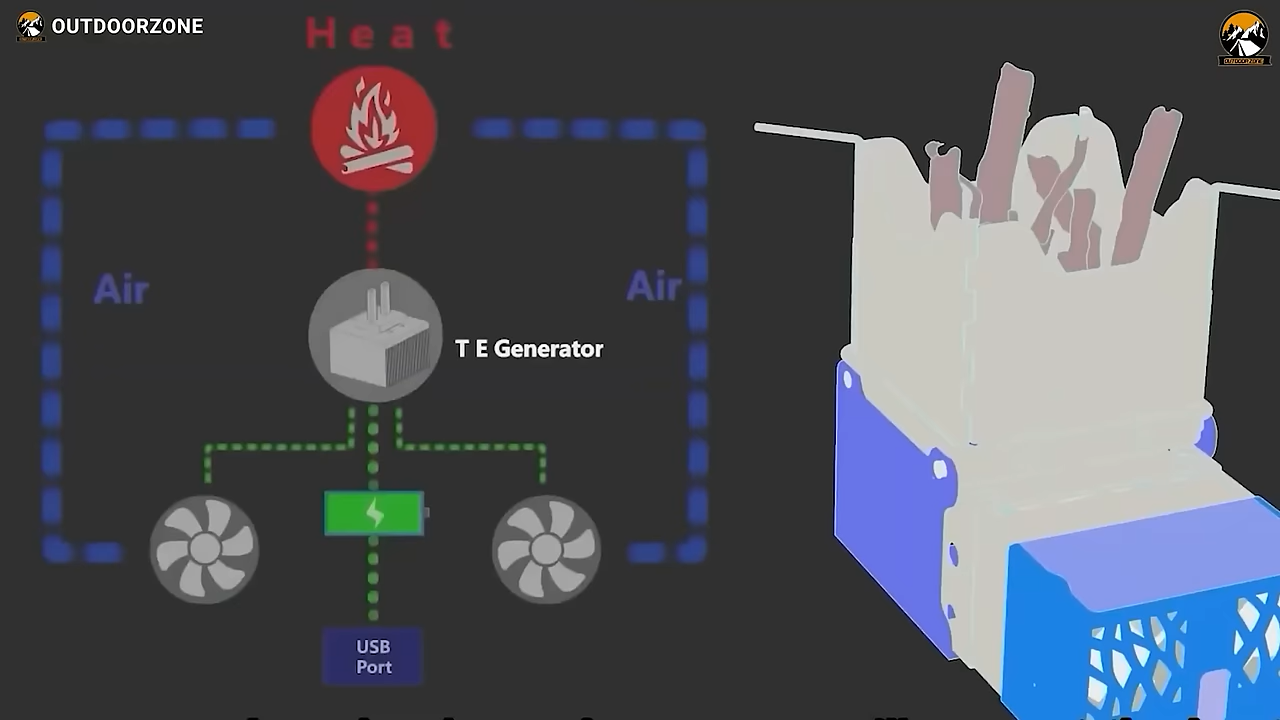 OUTDOORZONE
Heat
Air
Air
T E Generator
USB
Port